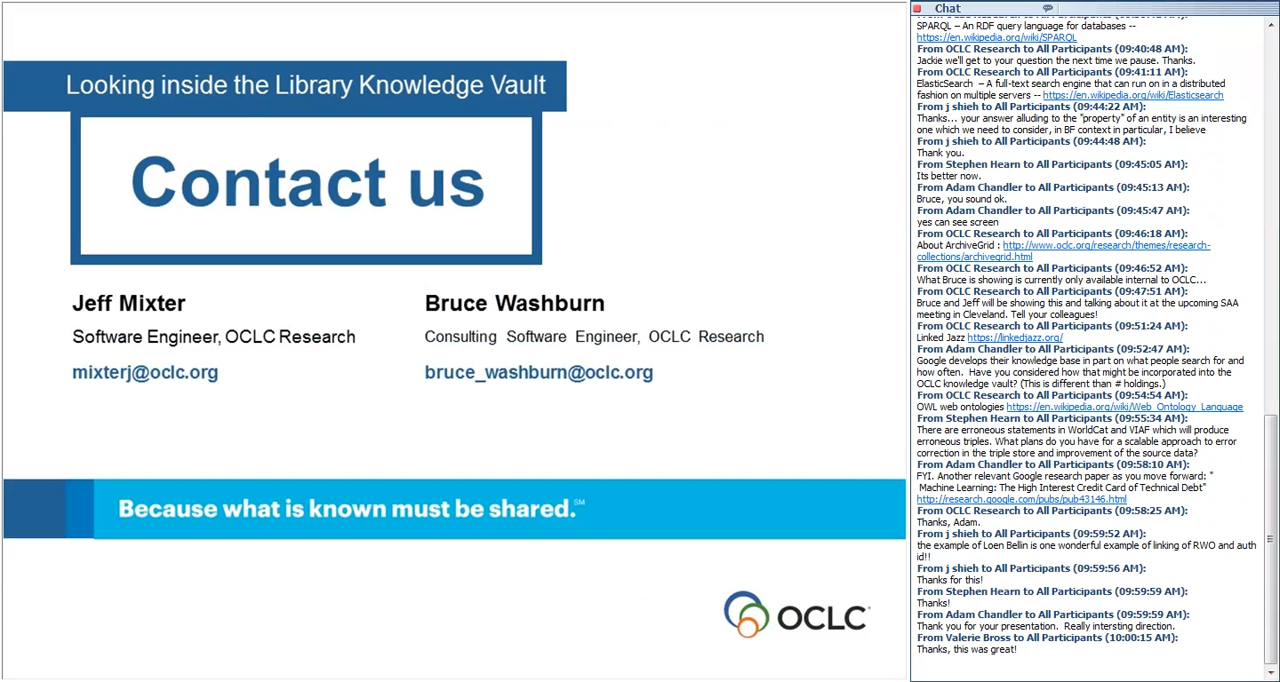 Looking inside the Library Knowledge Vault
Contact us
Jeff Mixter
Software Engineer, OCLC Research
mixterj@oclc.org
Bruce Washburn
Consulting Software Engineer, OCLC Research
bruce_washburn@oclc.org
Because what is known must be shared.℠
OCLC
Chat
SPARQL – An RDF query language for databases --
https://en.wikipedia.org/wiki/SPARQL
From OCLC Research to All Participants (09:40:48 AM):
Jackie we'll get to your question the next time we pause. Thanks.
From OCLC Research to All Participants (09:41:11 AM):
ElasticSearch – A full-text search engine that can run on in a distributed
fashion on multiple servers -- https://en.wikipedia.org/wiki/Elasticsearch
From j shieh to All Participants (09:44:22 AM):
Thanks... your answer alluding to the "property" of an entity is an interesting
one which we need to consider, in BF context in particular, I believe
From j shieh to All Participants (09:44:48 AM):
Thank you.
From Stephen Hearn to All Participants (09:45:05 AM):
Its better now.
From Adam Chandler to All Participants (09:45:13 AM):
Bruce, you sound ok.
From Adam Chandler to All Participants (09:45:47 AM):
yes can see screen
From OCLC Research to All Participants (09:46:18 AM):
About ArchiveGrid : http://www.oclc.org/research/themes/research-
collections/archivegrid.html
From OCLC Research to All Participants (09:46:52 AM):
What Bruce is showing is currently only available internal to OCLC...
From OCLC Research to All Participants (09:47:51 AM):
Bruce and Jeff will be showing this and talking about it at the upcoming SAA
meeting in Cleveland. Tell your colleagues!
From OCLC Research to All Participants (09:51:24 AM):
Linked Jazz https://linkedjazz.org/
From Adam Chandler to All Participants (09:52:47 AM):
Google develops their knowledge base in part on what people search for and
how often. Have you considered how that might be incorporated into the
OCLC knowledge vault? (This is different than # holdings.)
From OCLC Research to All Participants (09:54:54 AM):
OWL web ontologies https://en.wikipedia.org/wiki/Web_Ontology_Language
From Stephen Hearn to All Participants (09:55:34 AM):
There are erroneous statements in WorldCat and VIAF which will produce
erroneous triples. What plans do you have for a scalable approach to error
correction in the triple store and improvement of the source data?
From Adam Chandler to All Participants (09:58:10 AM):
FYI. Another relevant Google research paper as you move forward: "
Machine Learning: The High Interest Credit Card of Technical Debt"
http://research.google.com/pubs/pub43146.html
From OCLC Research to All Participants (09:58:25 AM):
Thanks, Adam.
From j shieh to All Participants (09:59:52 AM):
the example of Loen Bellin is one wonderful example of linking of RWO and auth
id!!
From j shieh to All Participants (09:59:56 AM):
Thanks for this!
From Stephen Hearn to All Participants (09:59:59 AM):
Thanks!
From Adam Chandler to All Participants (09:59:59 AM):
Thank you for your presentation. Really intersting direction.
From Valerie Bross to All Participants (10:00:15 AM):
Thanks, this was great!